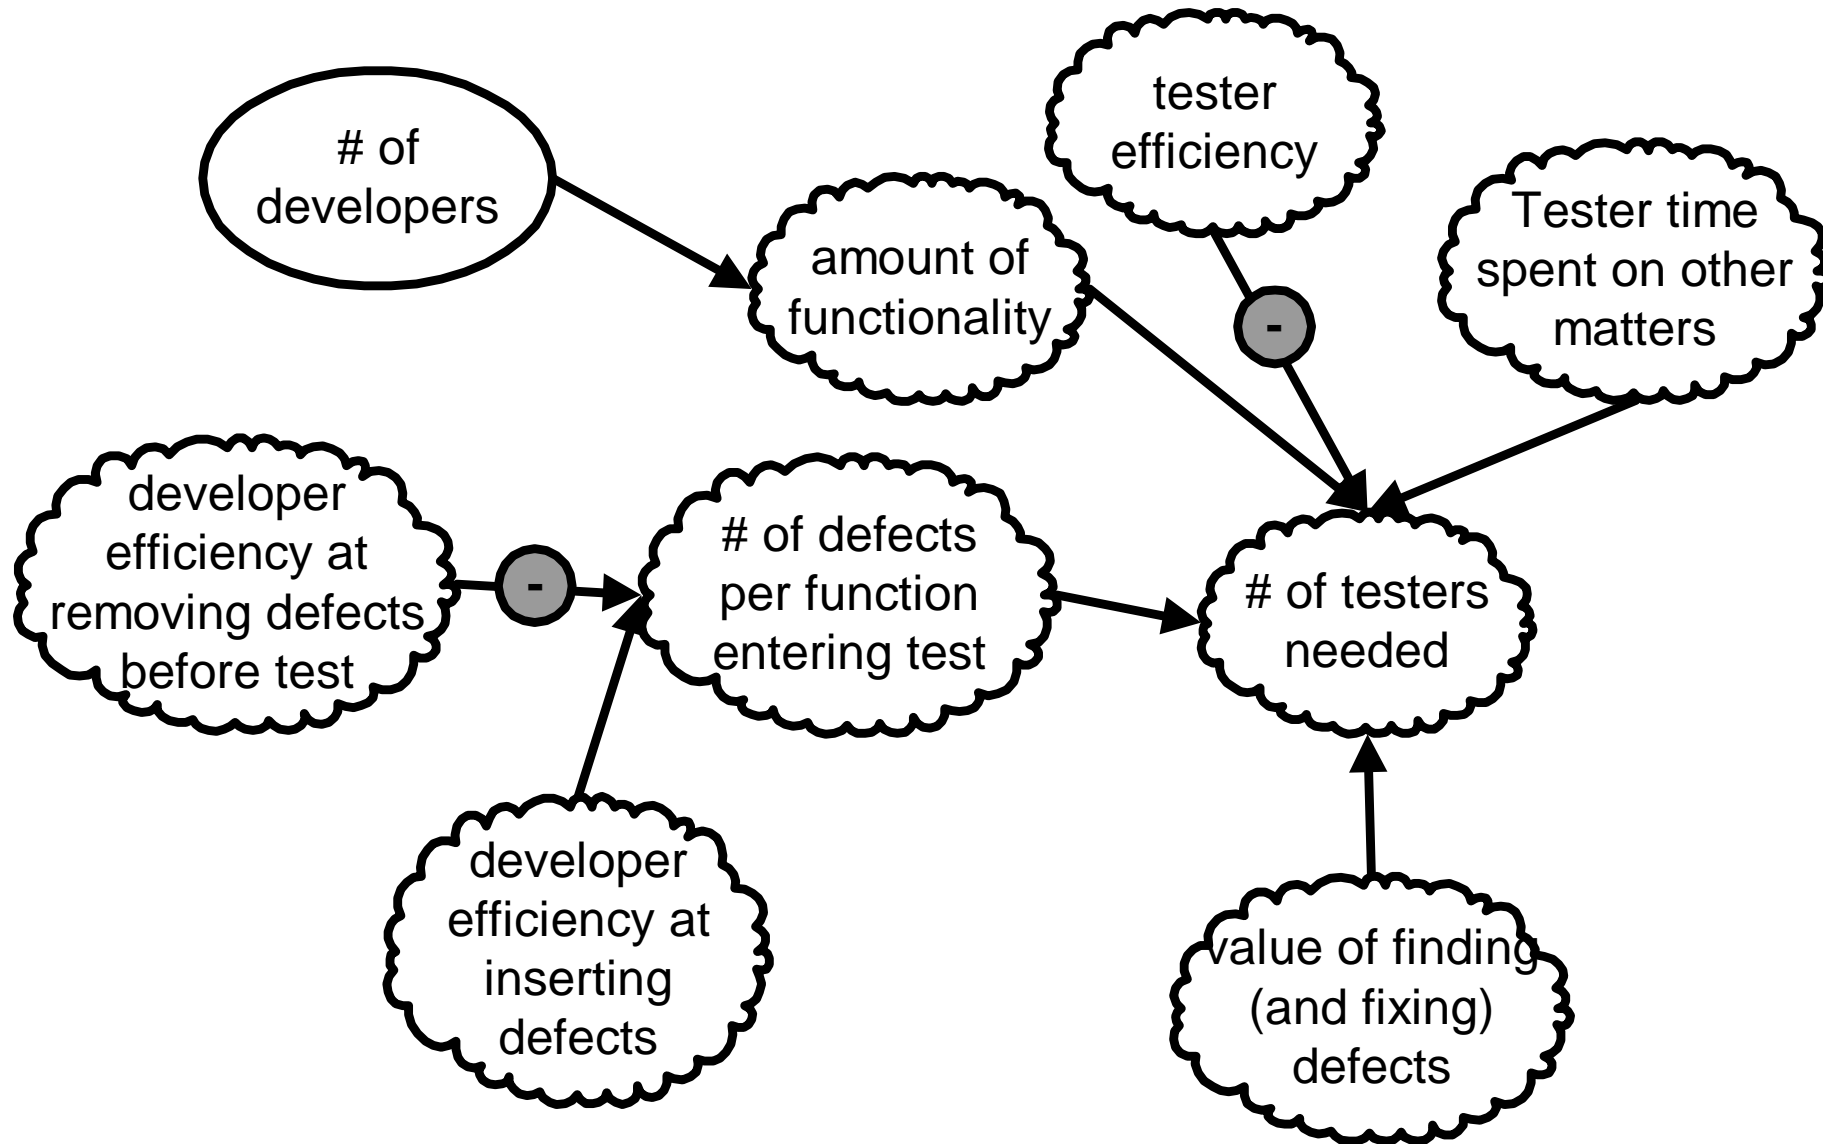 # of
developers
tester
efficiency
Tester time
spent on other
matters
amount of
functionality
-
developer
efficiency at
removing defects
before test
-
# of defects
per function
entering test
# of testers
needed
developer
efficiency at
inserting
defects
value of finding
(and fixing)
defects